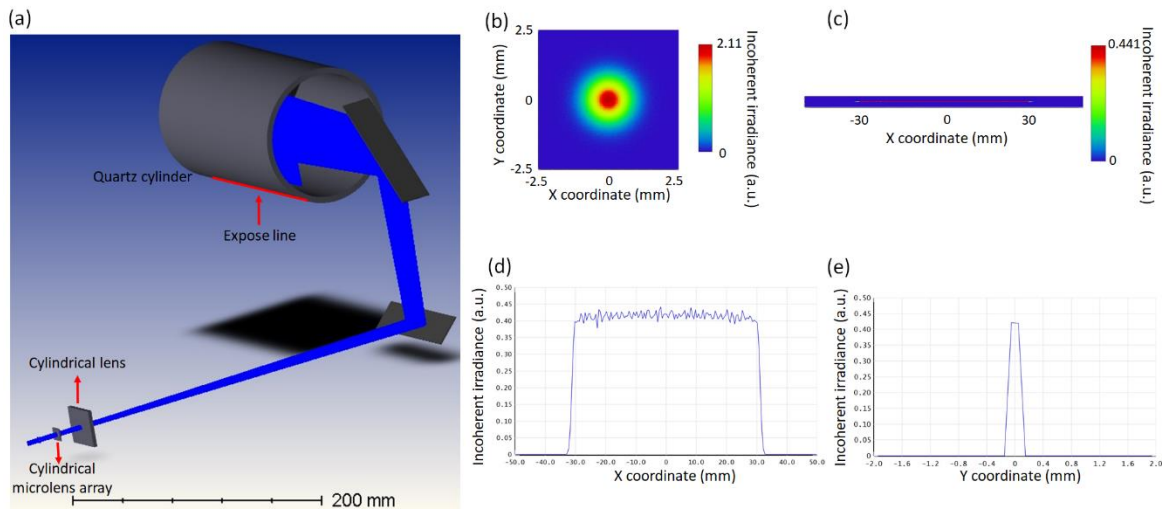 (a)
Quartz cylinder
Expose line
Cylindrical lens
Cylindrical
microlens array
200 mm
(b)
2.5
0
-2.5
Y coordinate (mm)
-2.5
0
2.5
X coordinate (mm)
2.11
0
Incoherent irradiance (a.u.)
(c)
-30
0
30
X coordinate (mm)
0.441
0
Incoherent irradiance (a.u.)
(d)
Incoherent irradiance (a.u.)
0.50
0.45
0.40
0.35
0.30
0.25
0.20
0.15
0.10
0.05
0
-50.0 -40.0 -30.0 -20.0 -10.0 0 10.0 20.0 30.0 40.0 50.0
X coordinate (mm)
(e)
Incoherent irradiance (a.u.)
0.50
0.45
0.40
0.35
0.30
0.25
0.20
0.15
0.10
0.05
0
-2.0 -1.6 -1.2 -0.8 -0.4 0 0.4 0.8 1.2 1.6 2.0
Y coordinate (mm)